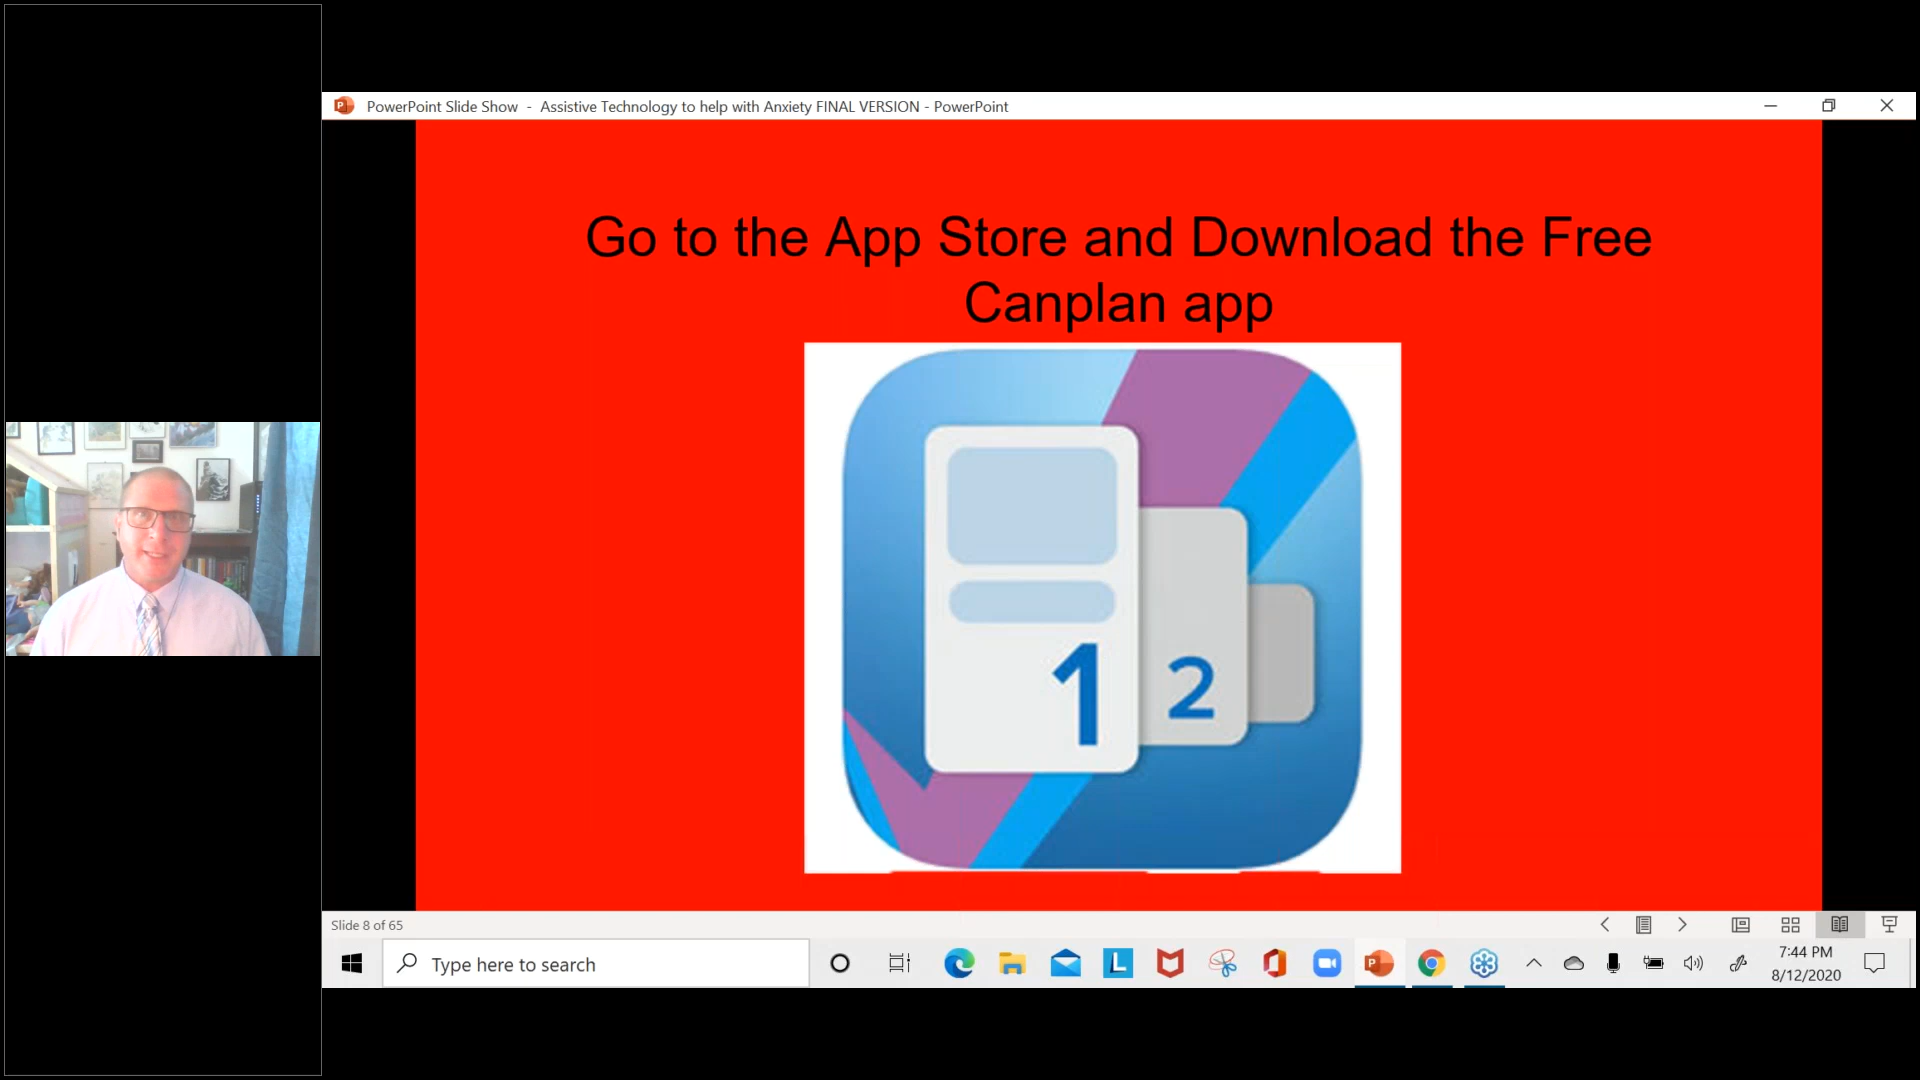 PowerPoint Slide Show - Assistive Technology to help with Anxiety FINAL VERSION - PowerPoint
Go to the App Store and Download the Free
Canplan app
1
2
Slide 8 of 65
Type here to search
7:44 PM
8/12/2020